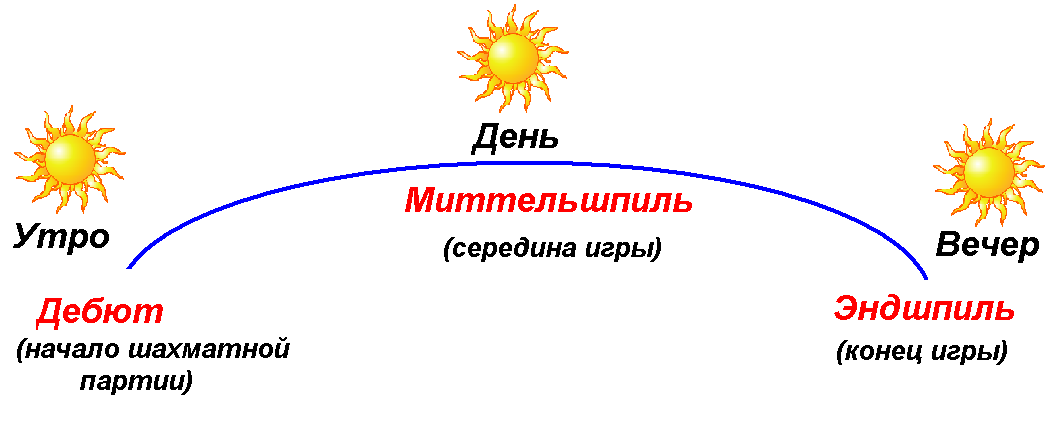 День
Утро
Миттельшпиль
(середина игры)
Вечер
Дебют
(начало шахматной
партии)
Эндшпиль
(конец игры)